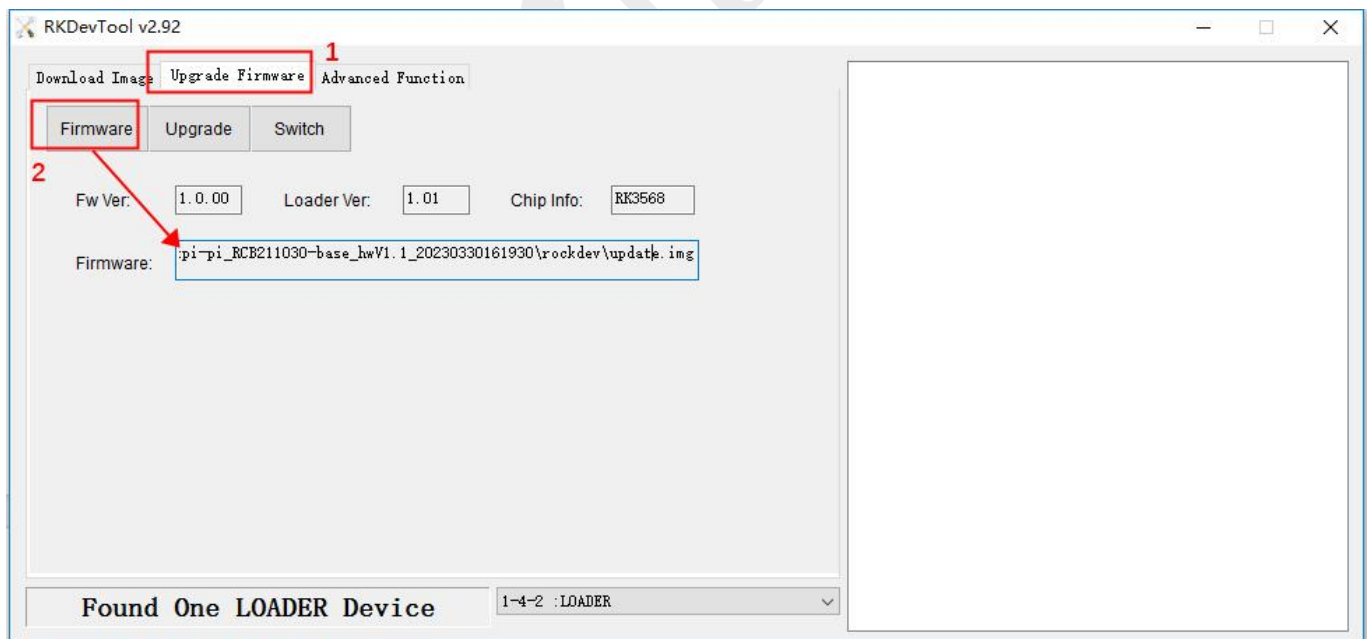 RKDevTool v2.92
1
Download Image Upgrade Firmware Advanced Function
Firmware Upgrade Switch
2
Fw Ver: 1.0.00 Loader Ver: 1.01 Chip Info: RK3568
Firmware: :pi-pi_RCB211030-base_hwV1.1_20230330161930\rockdev\update.img
Found One LOADER Device 1-4-2 :LOADER